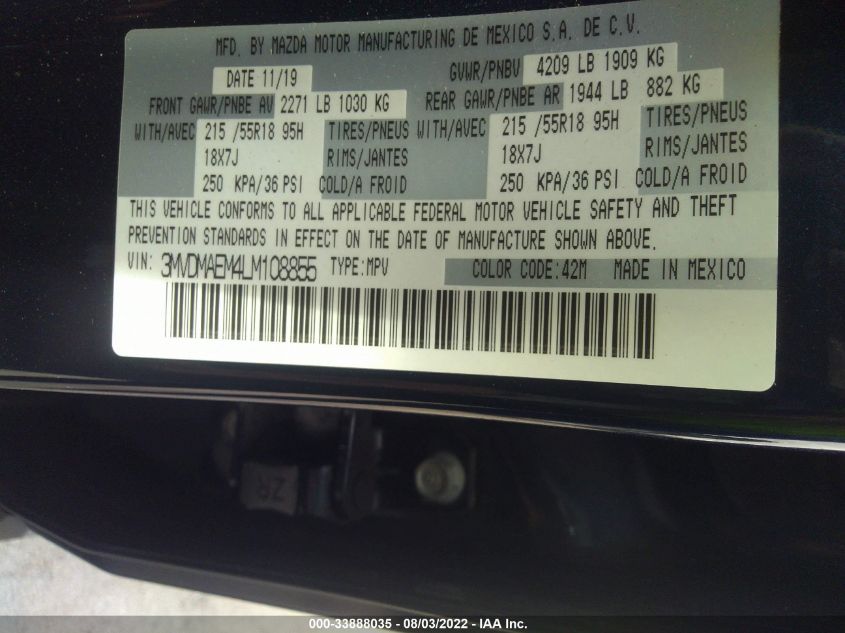 MFD. BY MAZDA MOTOR MANUFACTURING DE MEXICO S.A. DE C.V.
DATE 11/19 GVWR/PNBV 4209 LB 1909 KG
FRONT GAWR/PNBE AV 2271 LB 1030 KG REAR GAWR/PNBE AR 1944 LB 882 KG
WITH/AVEC 215 /55R18 95H TIRES/PNEUS WITH/AVEC 215 /55R18 95H TIRES/PNEUS
18X7J RIMS/JANTES 18X7J RIMS/JANTES
250 KPA/36 PSI COLD/A FROID 250 KPA/36 PSI COLD/A FROID
THIS VEHICLE CONFORMS TO ALL APPLICABLE FEDERAL MOTOR VEHICLE SAFETY AND THEFT
PREVENTION STANDARDS IN EFFECT ON THE DATE OF MANUFACTURE SHOWN ABOVE.
VIN: 3MVDMAEM4LM108855 TYPE:MPV COLOR CODE:42M MADE IN MEXICO
ZR
000-33888035 - 08/03/2022 - IAA Inc.